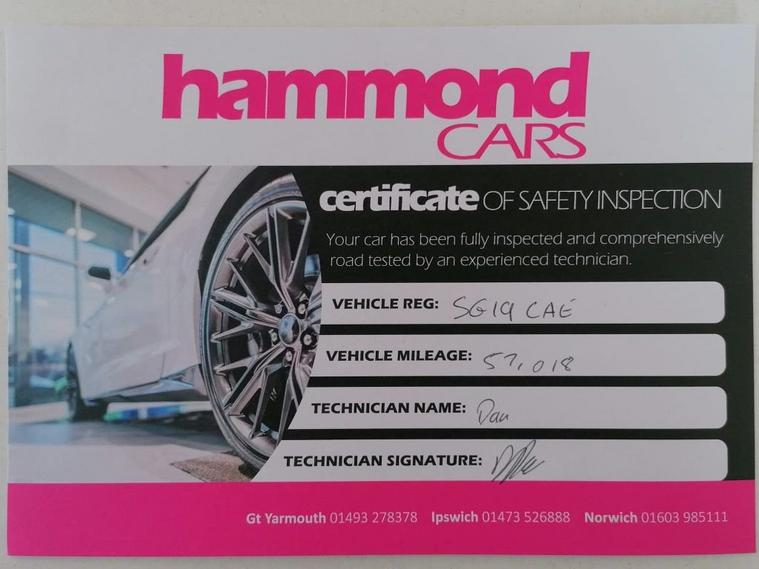 hammond
CARS
certificate OF SAFETY INSPECTION
Your car has been fully inspected and comprehensively
road tested by an experienced technician.
VEHICLE REG: SG19 CAE
VEHICLE MILEAGE: 57,018
TECHNICIAN NAME: Dan
TECHNICIAN SIGNATURE:
Gt Yarmouth 01493 278378 Ipswich 01473 526888 Norwich 01603 985111